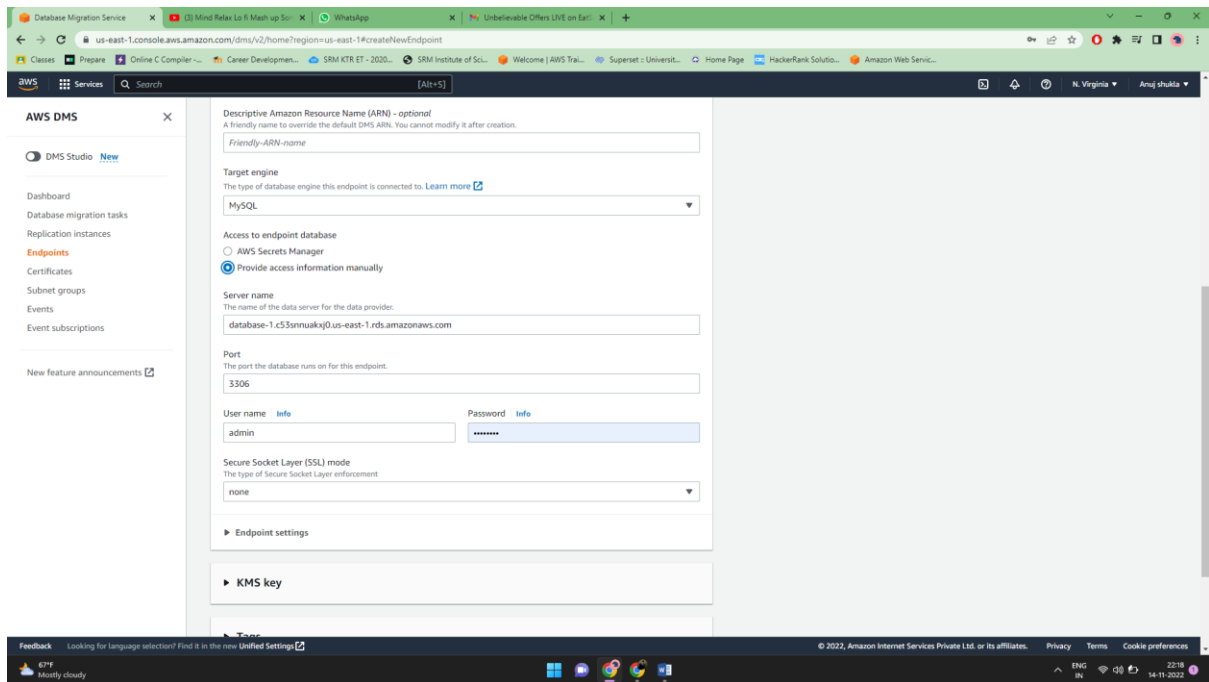 Database Migration Service
(3) Mind Relax Lo fi Mash up Son
WhatsApp
Unbelievable Offers LIVE on EatS
us-east-1.console.aws.amazon.com/dms/v2/home?region=us-east-1#createNewEndpoint
Classes Prepare Online C Compiler -... Career Developmen... SRM KTR ET - 2020... SRM Institute of Sci... Welcome | AWS Trai... Superset :: Universit... Home Page HackerRank Solutio... Amazon Web Servic...
aws Services Search [Alt+S] N. Virginia Anuj shukla
AWS DMS
DMS Studio New
Dashboard
Database migration tasks
Replication instances
Endpoints
Certificates
Subnet groups
Events
Event subscriptions
New feature announcements
Descriptive Amazon Resource Name (ARN) - optional
A friendly name to override the default DMS ARN. You cannot modify it after creation.
Friendly-ARN-name
Target engine
The type of database engine this endpoint is connected to. Learn more
MySQL
Access to endpoint database
AWS Secrets Manager
Provide access information manually
Server name
The name of the data server for the data provider.
database-1.c53snnuakxj0.us-east-1.rds.amazonaws.com
Port
The port the database runs on for this endpoint.
3306
User name Info Password Info
admin ••••••••
Secure Socket Layer (SSL) mode
The type of Secure Socket Layer enforcement
none
Endpoint settings
KMS key
Tags
Feedback Looking for language selection? Find it in the new Unified Settings © 2022, Amazon Internet Services Private Ltd. or its affiliates. Privacy Terms Cookie preferences
67°F
Mostly cloudy
ENG
IN
22:18
14-11-2022